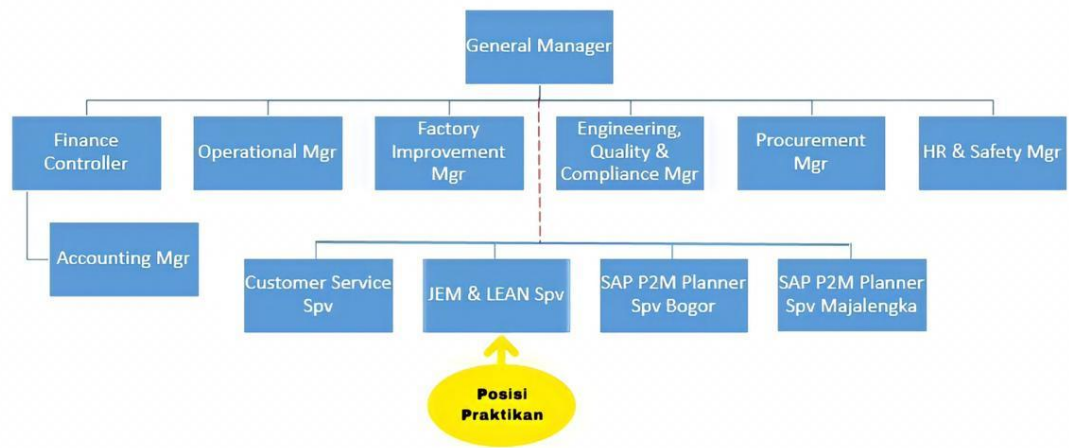 General Manager
Finance
Controller
Operational Mgr
Factory
Improvement
Mgr
Engineering,
Quality &
Compliance Mgr
Procurement
Mgr
HR & Safety Mgr
Accounting Mgr
Customer Service
Spv
JEM & LEAN Spv
SAP P2M Planner
Spv Bogor
SAP P2M Planner
Spv Majalengka
Posisi
Praktikan